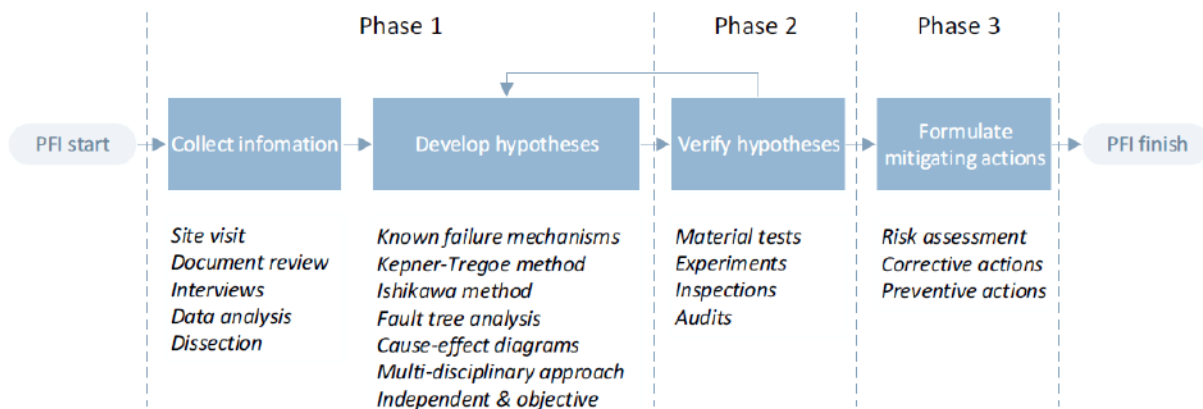 Phase 1
Phase 2
Phase 3
PFI start
Collect infomation
Develop hypotheses
Verify hypotheses
Formulate
mitigating actions
PFI finish
Site visit
Document review
Interviews
Data analysis
Dissection
Known failure mechanisms
Kepner-Tregoe method
Ishikawa method
Fault tree analysis
Cause-effect diagrams
Multi-disciplinary approach
Independent & objective
Material tests
Experiments
Inspections
Audits
Risk assessment
Corrective actions
Preventive actions